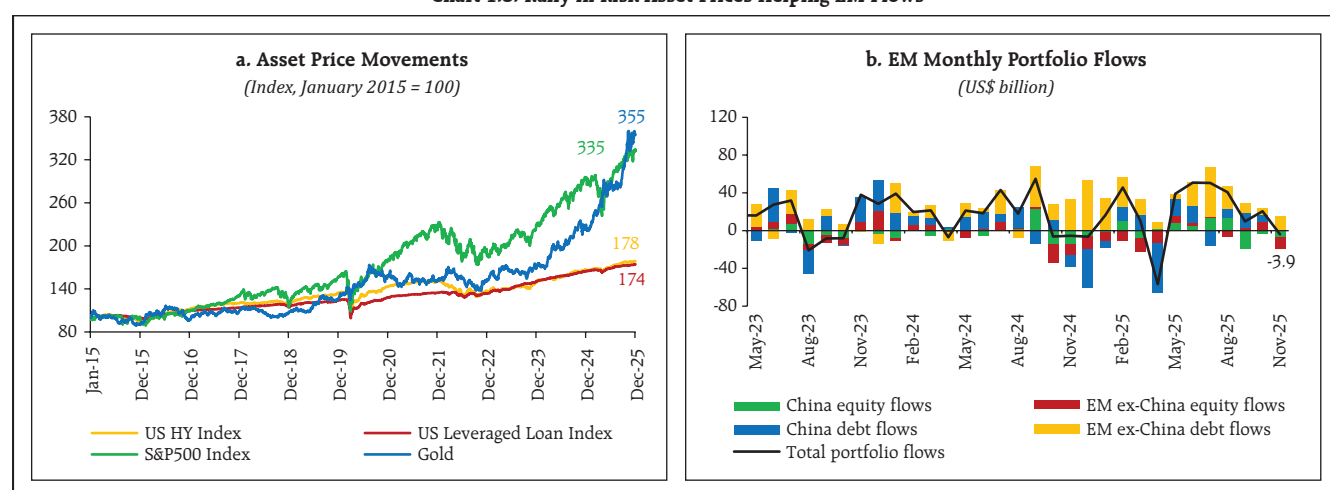 a. Asset Price Movements
(Index, January 2015 = 100)
380
320
260
200
140
80
355
335
178
174
Jan-15
Dec-15
Dec-16
Dec-17
Dec-18
Dec-19
Dec-20
Dec-21
Dec-22
Dec-23
Dec-24
Dec-25
US HY Index
US Leveraged Loan Index
S&P500 Index
Gold
b. EM Monthly Portfolio Flows
(US$ billion)
120
80
40
0
-40
-80
-3.9
May-23
Aug-23
Nov-23
Feb-24
May-24
Aug-24
Nov-24
Feb-25
May-25
Aug-25
Nov-25
China equity flows
EM ex-China equity flows
China debt flows
EM ex-China debt flows
Total portfolio flows